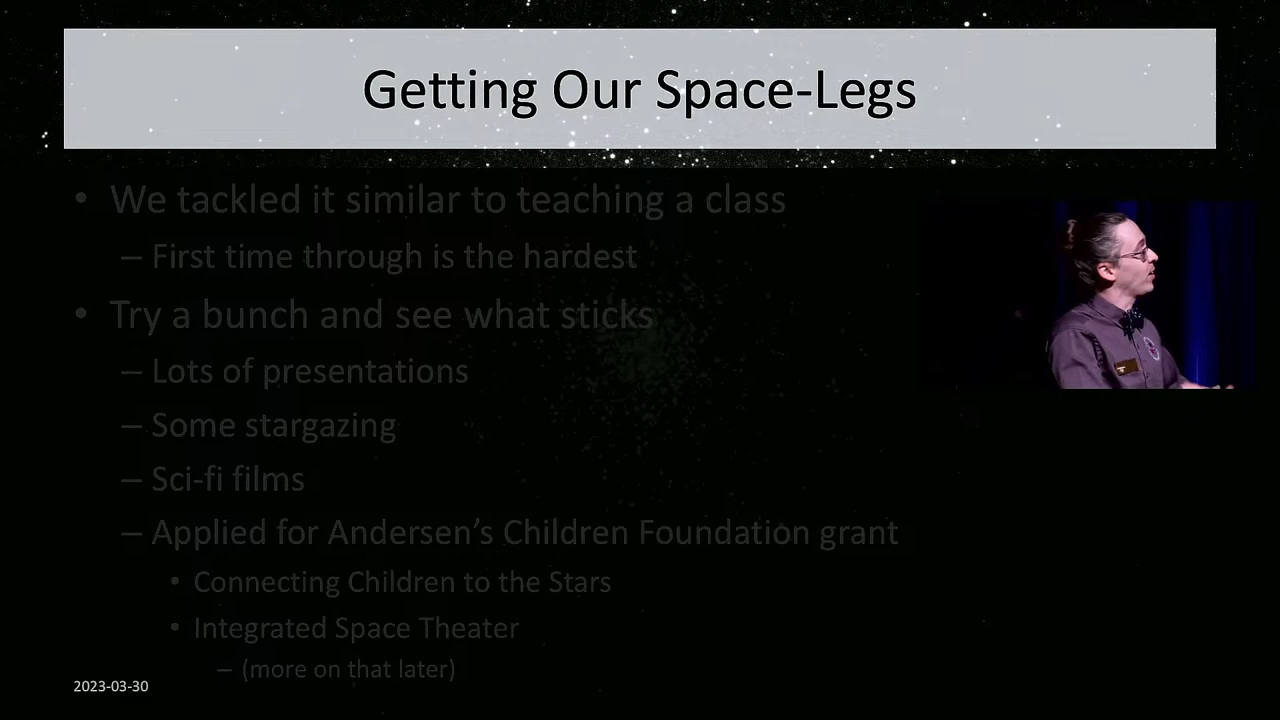 Getting Our Space-Legs
• We tackled it similar to teaching a class
– First time through is the hardest
• Try a bunch and see what sticks
– Lots of presentations
– Some stargazing
– Sci-fi films
– Applied for Andersen’s Children Foundation grant
• Connecting Children to the Stars
• Integrated Space Theater
– (more on that later)
2023-03-30